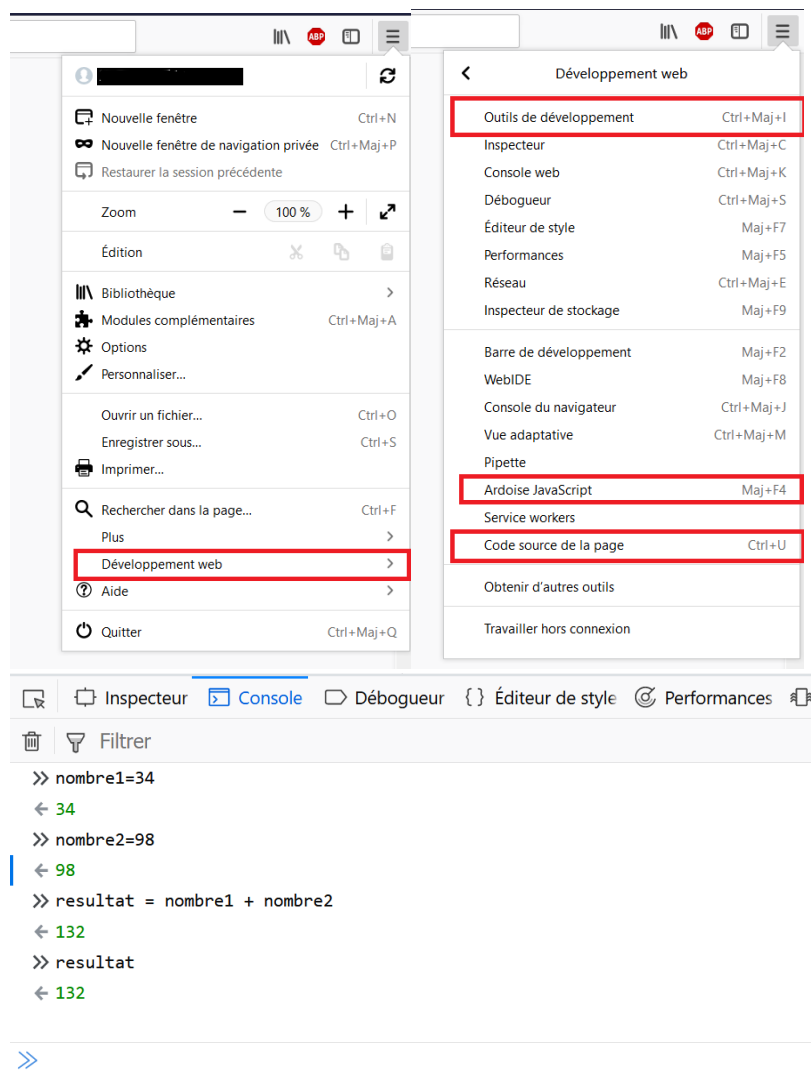 ABP
Nouvelle fenêtre Ctrl+N
Nouvelle fenêtre de navigation privée Ctrl+Maj+P
Restaurer la session précédente
Zoom 100 %
Édition
Bibliothèque
Modules complémentaires Ctrl+Maj+A
Options
Personnaliser...
Ouvrir un fichier... Ctrl+O
Enregistrer sous... Ctrl+S
Imprimer...
Rechercher dans la page... Ctrl+F
Plus
Développement web
Aide
Quitter Ctrl+Maj+Q
ABP
Développement web
Outils de développement Ctrl+Maj+I
Inspecteur Ctrl+Maj+C
Console web Ctrl+Maj+K
Débogueur Ctrl+Maj+S
Éditeur de style Maj+F7
Performances Maj+F5
Réseau Ctrl+Maj+E
Inspecteur de stockage Maj+F9
Barre de développement Maj+F2
WebIDE Maj+F8
Console du navigateur Ctrl+Maj+J
Vue adaptative Ctrl+Maj+M
Pipette
Ardoise JavaScript Maj+F4
Service workers
Code source de la page Ctrl+U
Obtenir d'autres outils
Travailler hors connexion
Inspecteur Console Débogueur {} Éditeur de style Performances
Filtrer
>> nombre1=34
← 34
>> nombre2=98
← 98
>> resultat = nombre1 + nombre2
← 132
>> resultat
← 132
>>